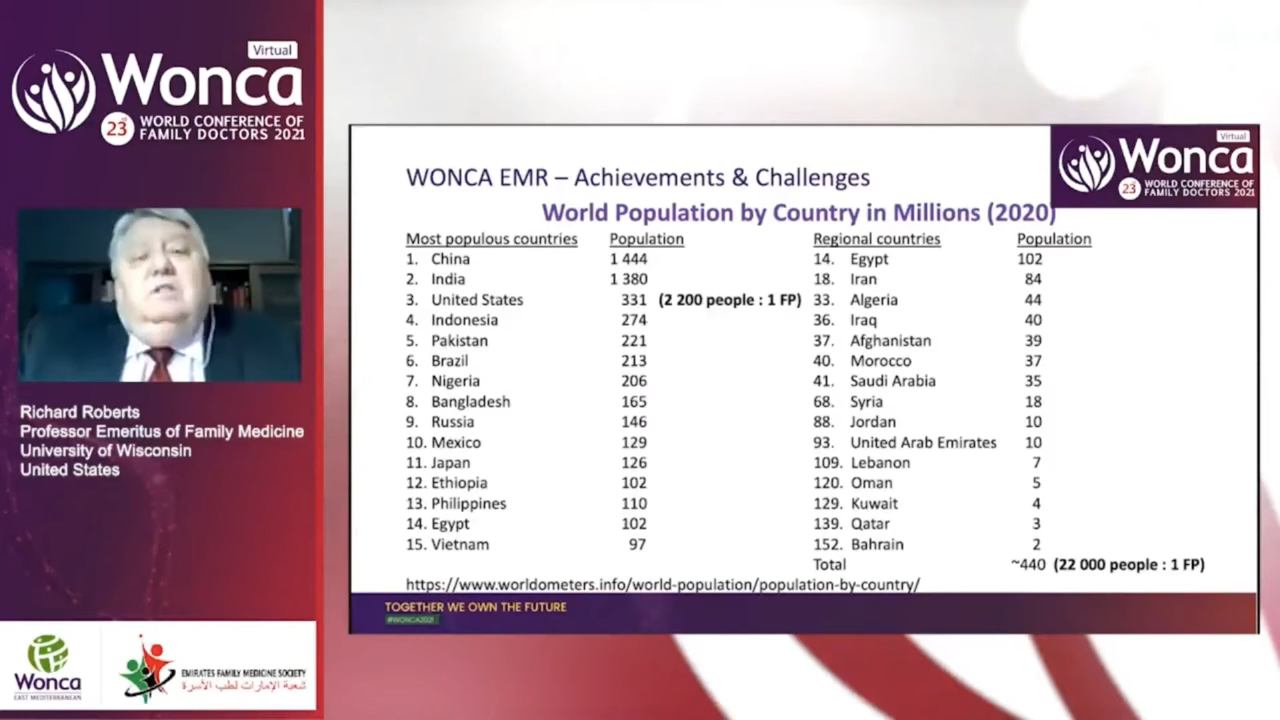 Virtual
Wonca
23rd WORLD CONFERENCE OF
FAMILY DOCTORS 2021
Richard Roberts
Professor Emeritus of Family Medicine
University of Wisconsin
United States
Wonca
EAST MEDITERRANEAN
EMIRATES FAMILY MEDICINE SOCIETY
شعبة الإمارات لطب الأسرة
Virtual
Wonca
23 WORLD CONFERENCE OF
FAMILY DOCTORS 2021
WONCA EMR – Achievements & Challenges
World Population by Country in Millions (2020)
Most populous countries Population Regional countries Population
1. China 1 444 14. Egypt 102
2. India 1 380 18. Iran 84
3. United States 331 (2 200 people : 1 FP) 33. Algeria 44
4. Indonesia 274 36. Iraq 40
5. Pakistan 221 37. Afghanistan 39
6. Brazil 213 40. Morocco 37
7. Nigeria 206 41. Saudi Arabia 35
8. Bangladesh 165 68. Syria 18
9. Russia 146 88. Jordan 10
10. Mexico 129 93. United Arab Emirates 10
11. Japan 126 109. Lebanon 7
12. Ethiopia 102 120. Oman 5
13. Philippines 110 129. Kuwait 4
14. Egypt 102 139. Qatar 3
15. Vietnam 97 152. Bahrain 2
Total ~440 (22 000 people : 1 FP)
https://www.worldometers.info/world-population/population-by-country/
TOGETHER WE OWN THE FUTURE
#WONCA2021